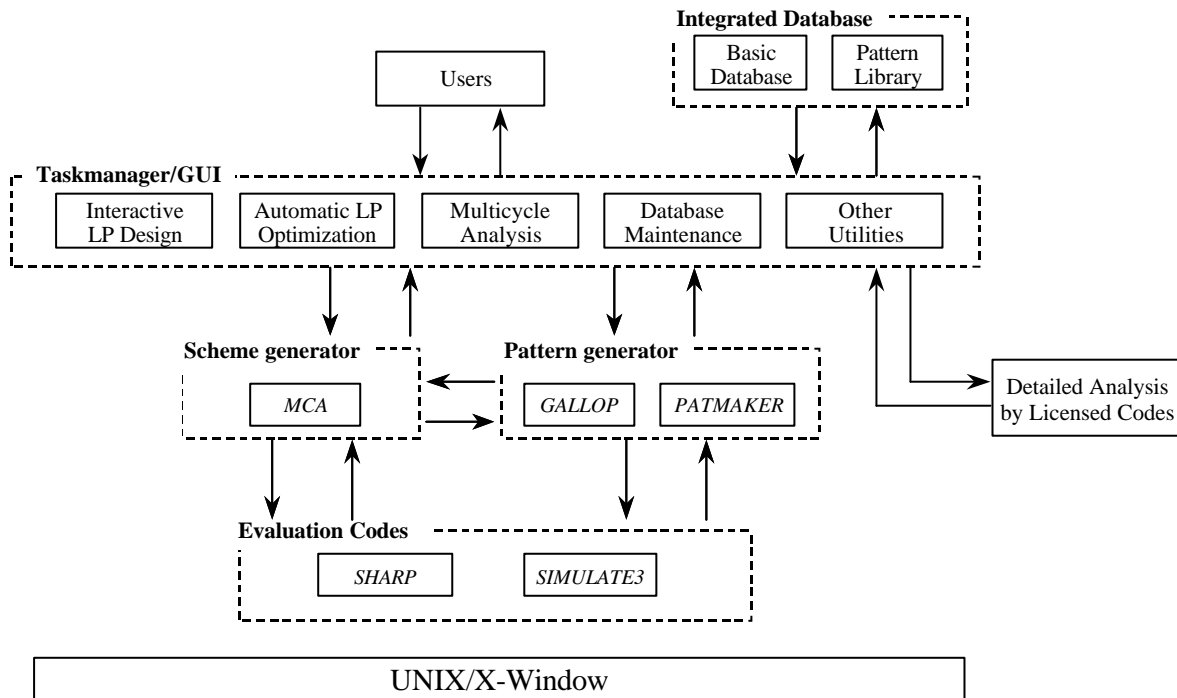 Integrated Database
Basic
Database
Pattern
Library
Users
Taskmanager/GUI
Interactive
LP Design
Automatic LP
Optimization
Multicycle
Analysis
Database
Maintenance
Other
Utilities
Scheme generator
MCA
Pattern generator
GALLOP
PATMAKER
Detailed Analysis
by Licensed Codes
Evaluation Codes
SHARP
SIMULATE3
UNIX/X-Window